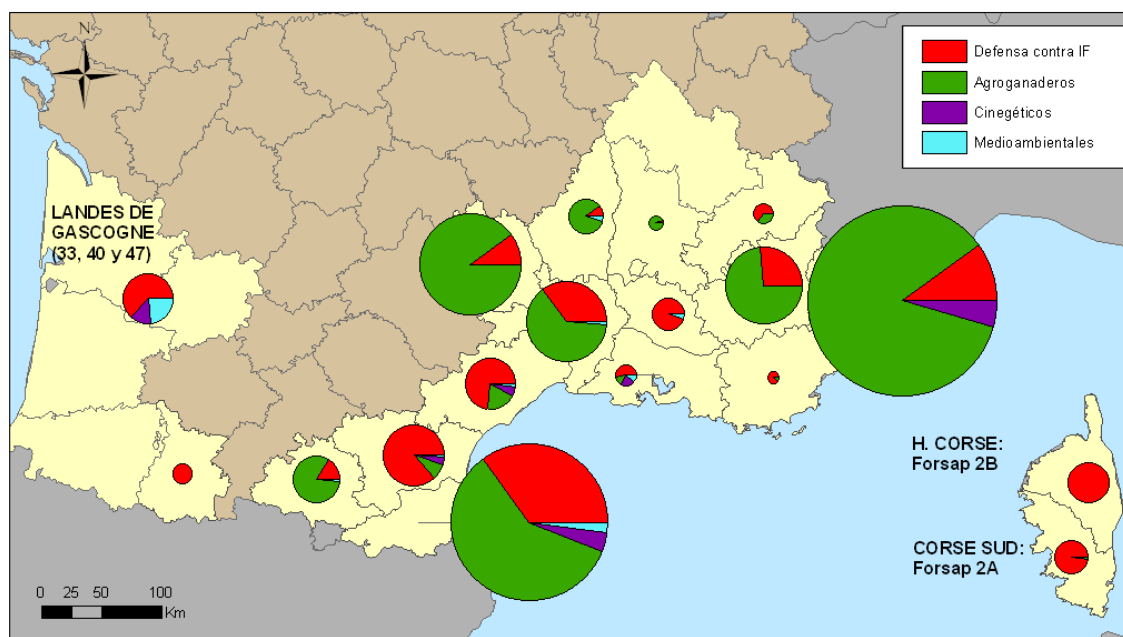 N
Defensa contra IF
Agroganaderos
Cinegéticos
Medioambientales
LANDES DE
GASCOGNE
(33, 40 y 47)
H. CORSE:
Forsap 2B
CORSE SUD:
Forsap 2A
0 25 50 100
Km